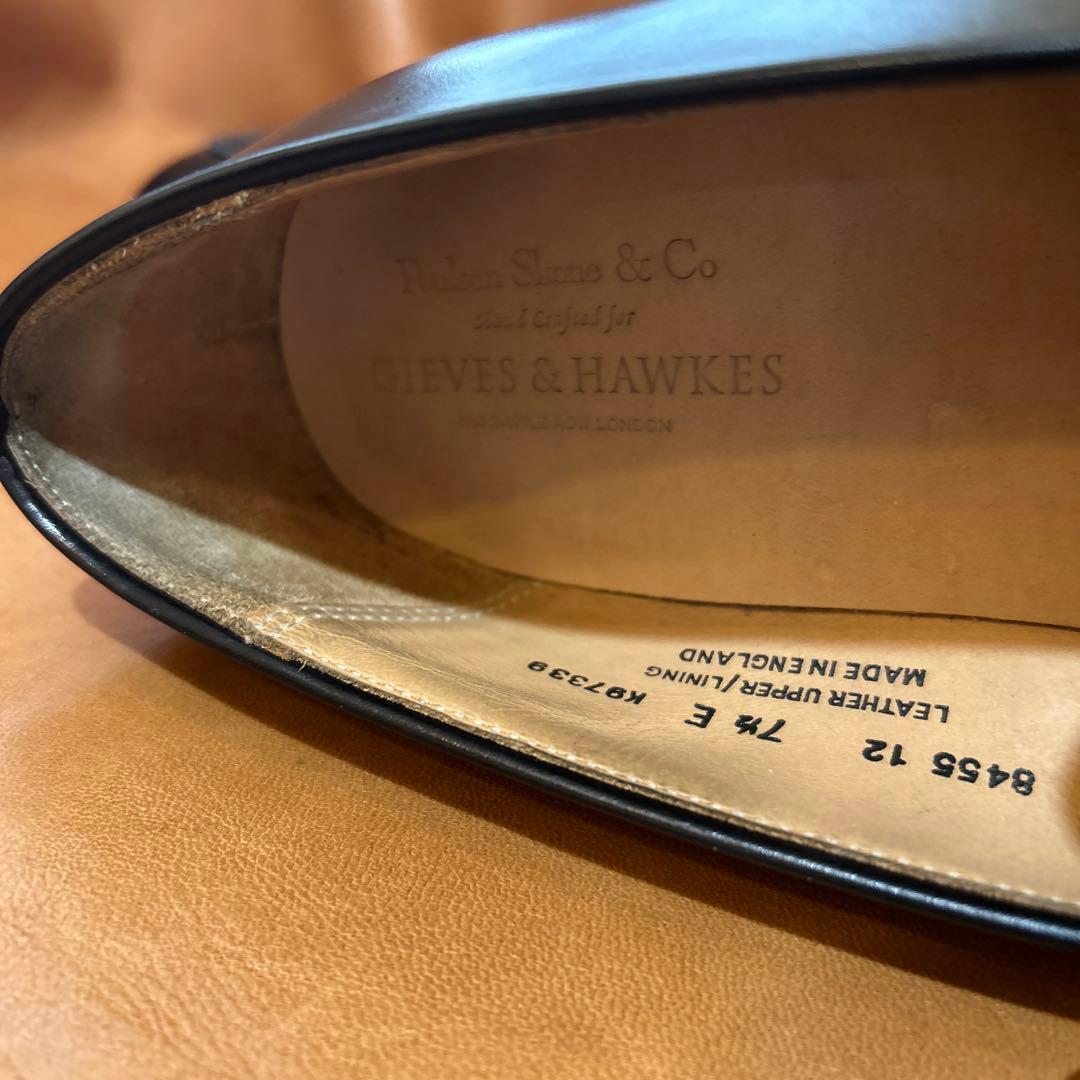 & Co
Hand Crafted for
GIEVES & HAWKES
SAVILE ROW LONDON
8455 12 7½ E K97339
LEATHER UPPER/LINING
MADE IN ENGLAND